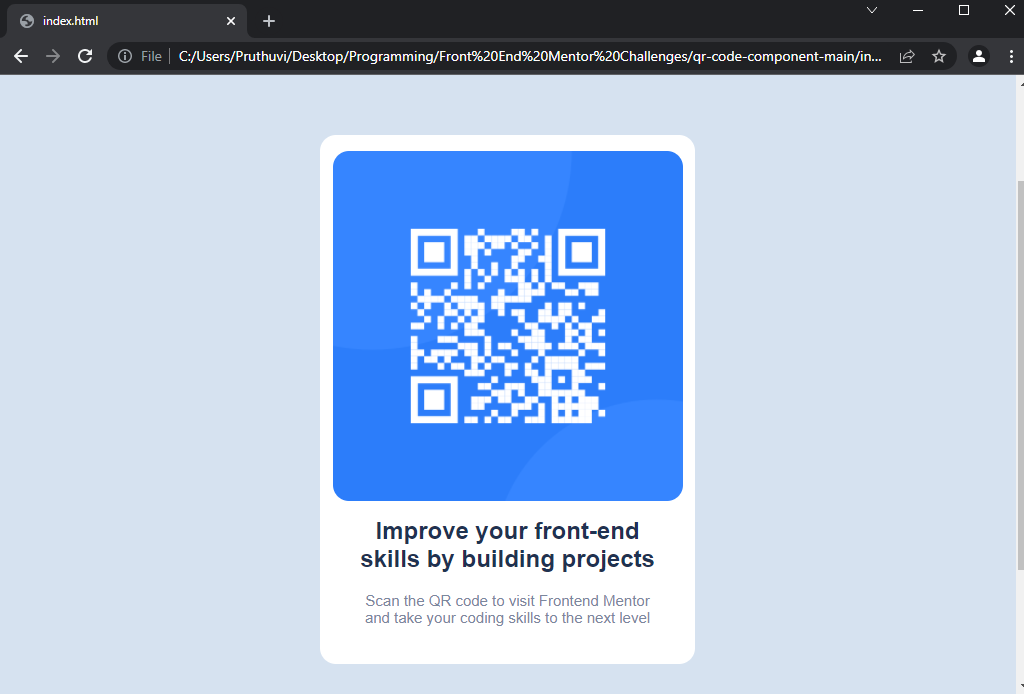 index.html
File
C:/Users/Pruthuvi/Desktop/Programming/Front%20End%20Mentor%20Challenges/qr-code-component-main/in...
Improve your front-end
skills by building projects
Scan the QR code to visit Frontend Mentor
and take your coding skills to the next level